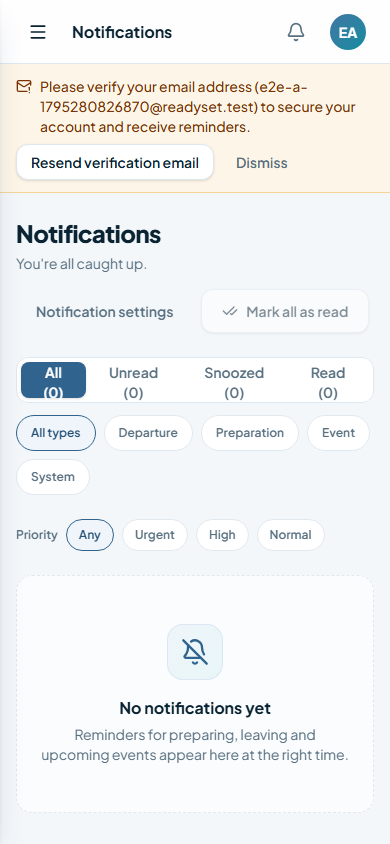 Notifications
EA
Please verify your email address (e2e-a-
1795280826870@readyset.test) to secure your
account and receive reminders.
Resend verification email
Dismiss
Notifications
You're all caught up.
Notification settings
Mark all as read
All
(0)
Unread
(0)
Snoozed
(0)
Read
(0)
All types
Departure
Preparation
Event
System
Priority
Any
Urgent
High
Normal
No notifications yet
Reminders for preparing, leaving and
upcoming events appear here at the right time.